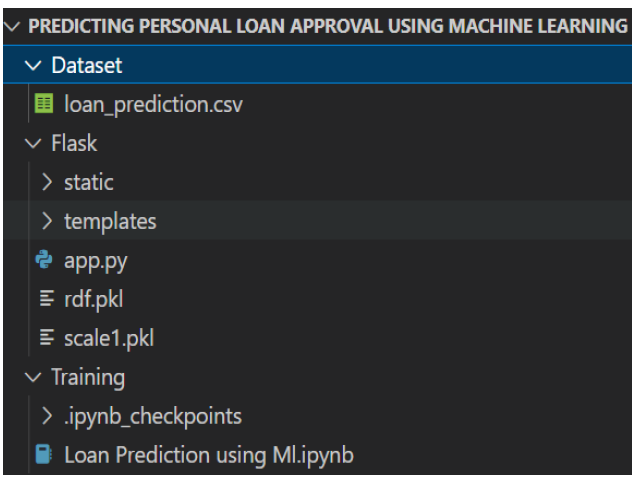 PREDICTING PERSONAL LOAN APPROVAL USING MACHINE LEARNING
Dataset
loan_prediction.csv
Flask
static
templates
app.py
rdf.pkl
scale1.pkl
Training
.ipynb_checkpoints
Loan Prediction using Ml.ipynb